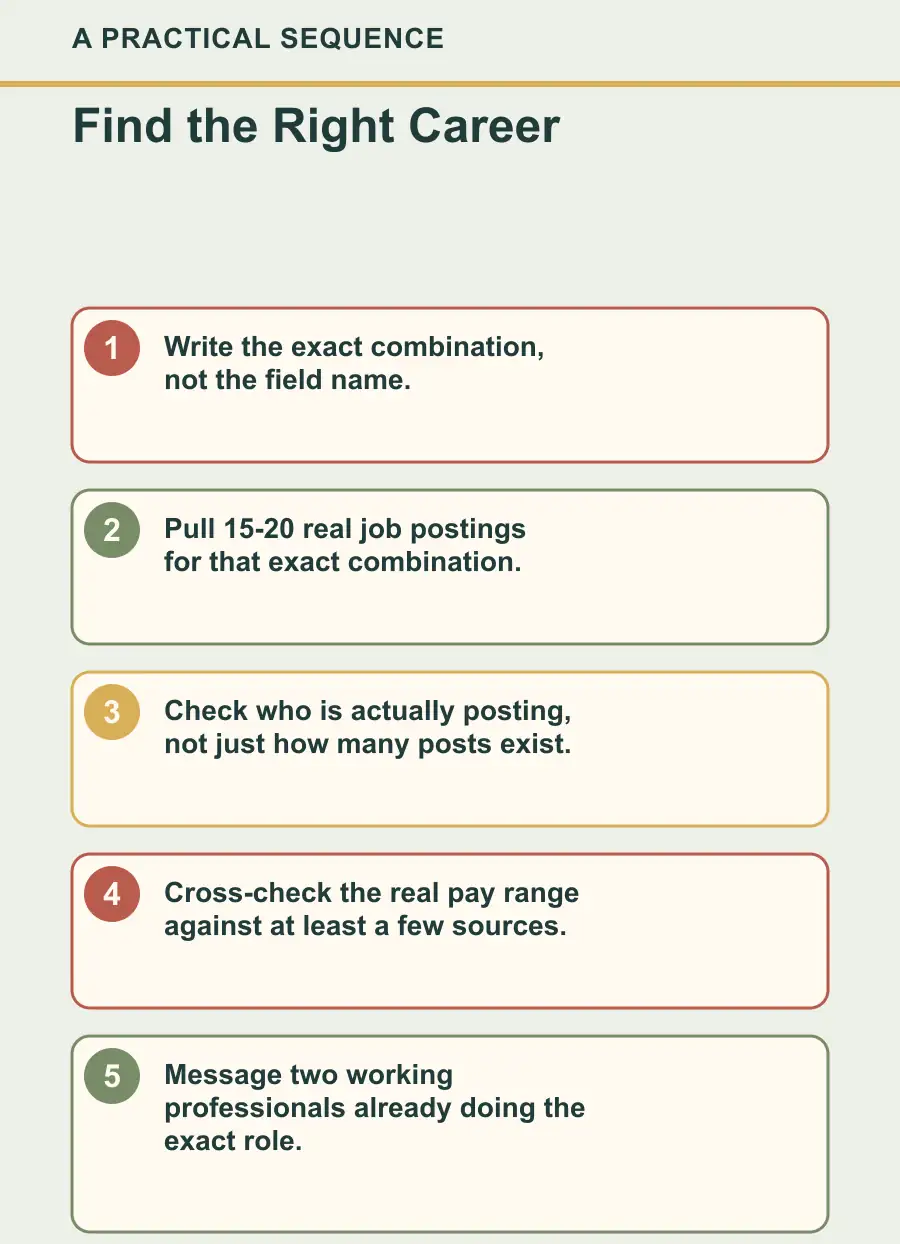 A PRACTICAL SEQUENCE
Find the Right Career
1
Write the exact combination,
not the field name.
2
Pull 15-20 real job postings
for that exact combination.
3
Check who is actually posting,
not just how many posts exist.
4
Cross-check the real pay range
against at least a few sources.
5
Message two working
professionals already doing the
exact role.